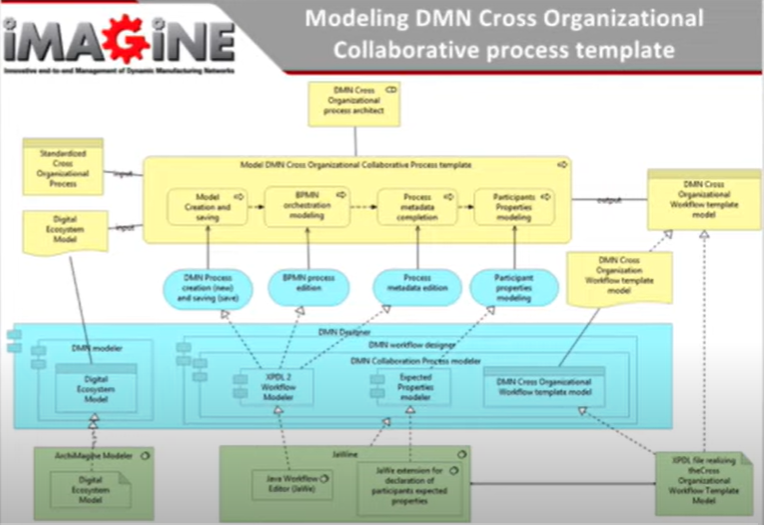 Modeling DMN Cross Organizational
Collaborative process template
iMAGiNE
Innovative end-to-end Management of Dynamic Manufacturing Networks
DMN Cross
Organizational
process architect
Standardized
Cross
Organizational
Process
input
Digital
Ecosystem
Model
input
Model DMN Cross Organizational Collaborative Process template
Model
Creation and
saving
BPMN
orchestration
modeling
Process
metadata
completion
Participants
Properties
modeling
output
DMN Cross
Organizational
Workflow template
model
DMN Process
creation (new)
and saving (save)
BPMN process
edition
Process
metadata edition
Participant
properties
modeling
DMN Cross
Organization
Workflow template
model
DMN Designer
DMN modeler
Digital
Ecosystem
Model
DMN workflow designer
DMN Collaboration Process modeler
XPDL 2
Workflow
Modeler
Expected
Properties
modeler
DMN Cross Organizational
Workflow template model
ArchiMagine Modeler
Digital
Ecosystem
Model
JaWine
Java Workflow
Editor (JaWe)
JaWe extension for
declaration of
participants expected
properties
XPDL file realizing
theCross
Organizational
Workflow Template
Model